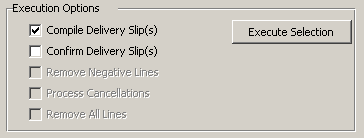 Execution Options
Compile Delivery Slip(s)
Execute Selection
Confirm Delivery Slip(s)
Remove Negative Lines
Process Cancellations
Remove All Lines